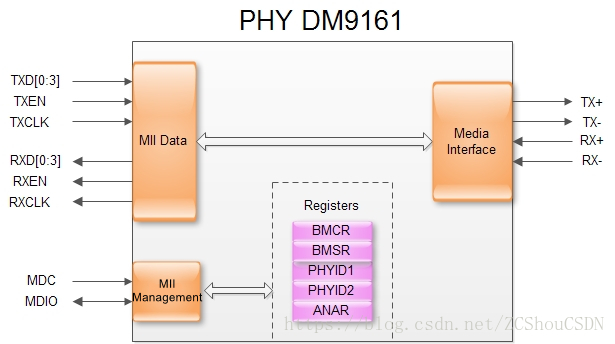 PHY DM9161
TXD[0:3]
TXEN
TXCLK
RXD[0:3]
RXEN
RXCLK
MII Data
Media
Interface
TX+
TX-
RX+
RX-
Registers
BMCR
BMSR
PHYID1
PHYID2
ANAR
MDC
MDIO
MII
Management
https://blog.csdn.net/ZCShouCSDN